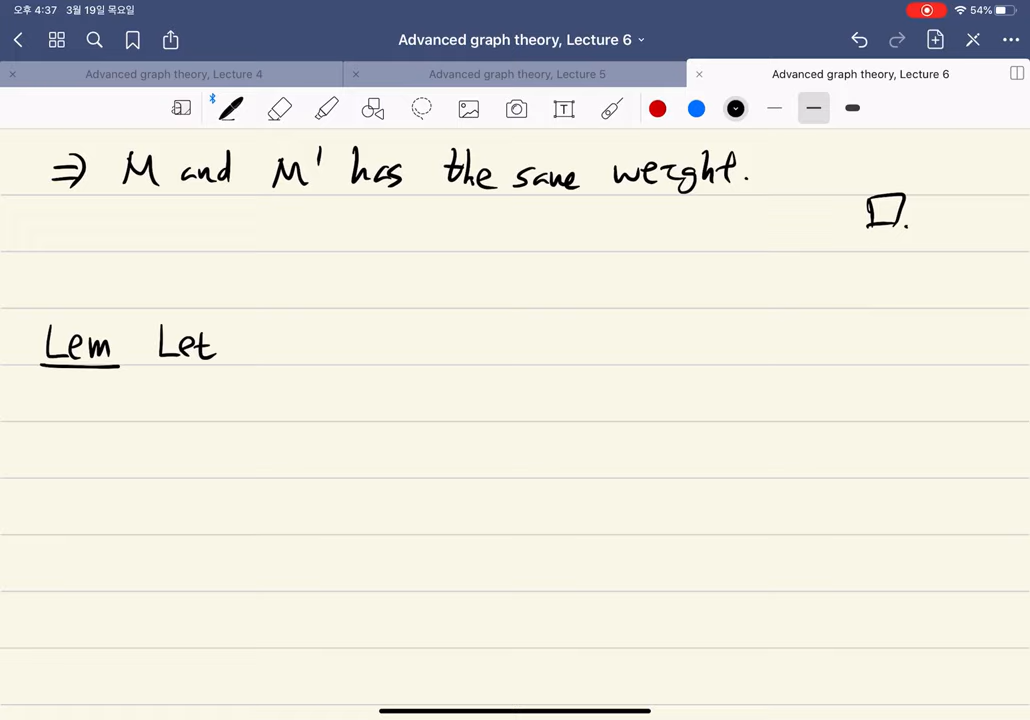 오후 4:37 3월 19일 목요일 54%
Advanced graph theory, Lecture 6
Advanced graph theory, Lecture 4 Advanced graph theory, Lecture 5 Advanced graph theory, Lecture 6
⇒ M and M' has the same weight.
□.
Lem Let